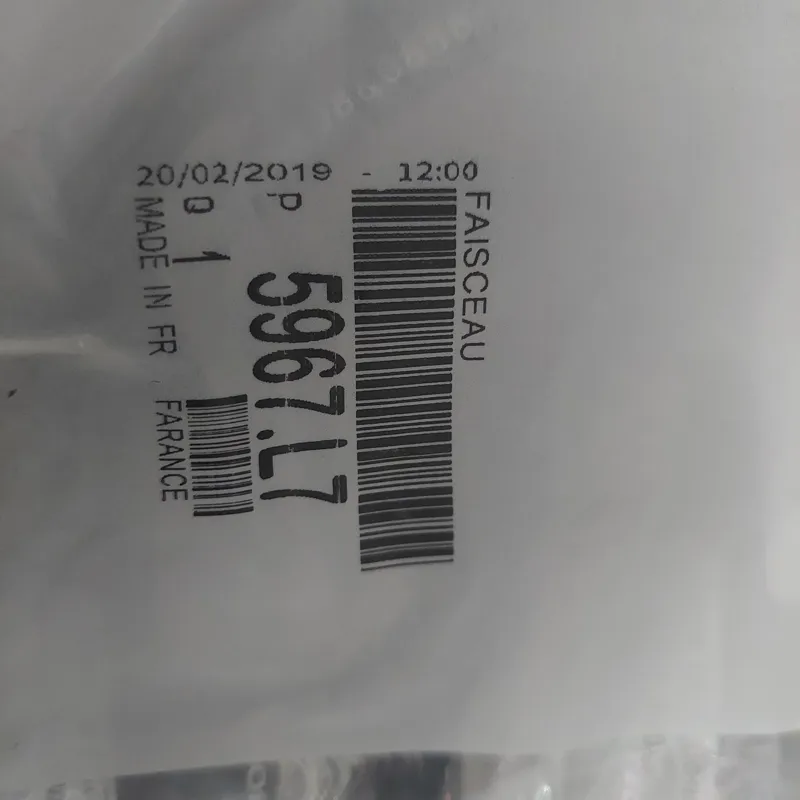 20/02/2019 - 12:00
FAISCEAU
P 5967.L7
Q 1
MADE IN FR FARANCE